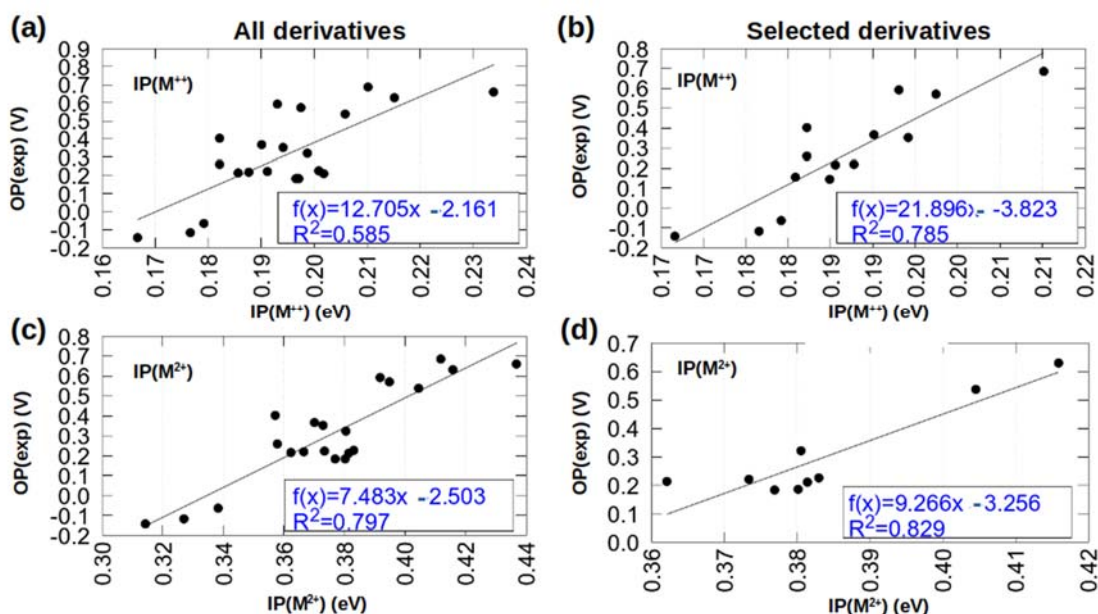 (a) All derivatives
(b) Selected derivatives
OP(exp) (V)
0.9
0.8
0.7
0.6
0.5
0.4
0.3
0.2
0.1
0.0
-0.1
-0.2
IP(M⁺⁺)
f(x)=12.705x -2.161
R²=0.585
0.16 0.17 0.18 0.19 0.20 0.21 0.22 0.23 0.24
IP(M⁺⁺) (eV)
OP(exp) (V)
0.8
0.7
0.6
0.5
0.4
0.3
0.2
0.1
0.0
-0.1
-0.2
IP(M⁺⁺)
f(x)=21.896x- -3.823
R²=0.785
0.17 0.17 0.18 0.18 0.19 0.19 0.20 0.20 0.21 0.21 0.22
IP(M⁺⁺) (eV)
(c)
OP(exp) (V)
0.8
0.7
0.6
0.5
0.4
0.3
0.2
0.1
0.0
-0.1
-0.2
IP(M²⁺)
f(x)=7.483x -2.503
R²=0.797
0.30 0.32 0.34 0.36 0.38 0.40 0.42 0.44
IP(M²⁺) (eV)
(d)
OP(exp) (V)
0.7
0.6
0.5
0.4
0.3
0.2
0.1
0.0
IP(M²⁺)
f(x)=9.266x -3.256
R²=0.829
0.36 0.37 0.38 0.39 0.40 0.41 0.42
IP(M²⁺) (eV)